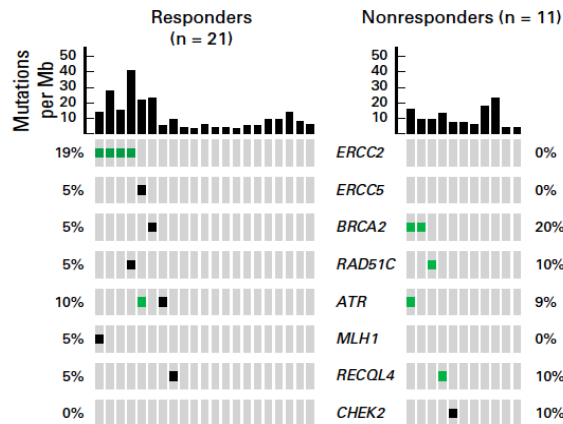 Responders
(n = 21)
Nonresponders (n = 11)
Mutations
per Mb
50
40
30
20
10
50
40
30
20
10
19% ERCC2 0%
5% ERCC5 0%
5% BRCA2 20%
5% RAD51C 10%
10% ATR 9%
5% MLH1 0%
5% RECQL4 10%
0% CHEK2 10%